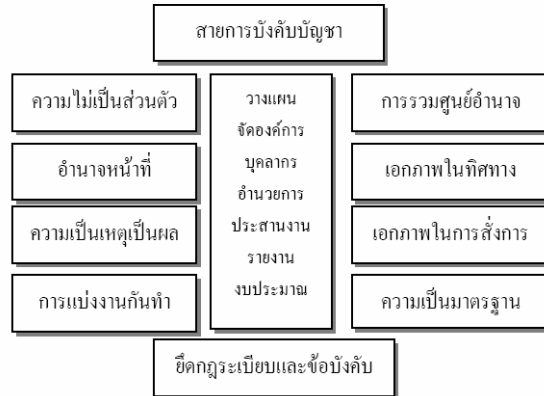 สายการบังคับบัญชา
ความไม่เป็นส่วนตัว
อำนาจหน้าที่
ความเป็นเหตุเป็นผล
การแบ่งงานกันทำ
วางแผน
จัดองค์การ
บุคลากร
อำนวยการ
ประสานงาน
รายงาน
งบประมาณ
การรวมศูนย์อำนาจ
เอกภาพในทิศทาง
เอกภาพในการสั่งการ
ความเป็นมาตรฐาน
ยึดกฎระเบียบและข้อบังคับ